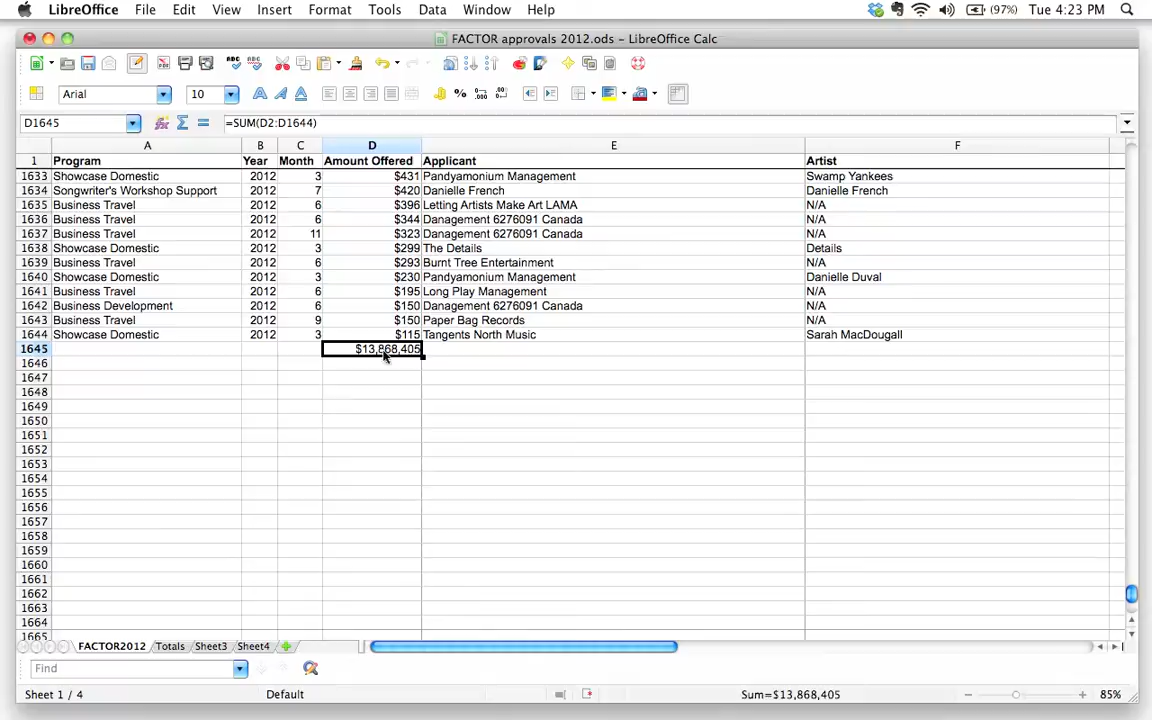 LibreOffice File Edit View Insert Format Tools Data Window Help (97%) Tue 4:23 PM
FACTOR approvals 2012.ods – LibreOffice Calc
Arial 10
D1645 =SUM(D2:D1644)
A B C D E F
1 Program Year Month Amount Offered Applicant Artist
1633 Showcase Domestic 2012 3 $431 Pandyamonium Management Swamp Yankees
1634 Songwriter's Workshop Support 2012 7 $420 Danielle French Danielle French
1635 Business Travel 2012 6 $396 Letting Artists Make Art LAMA N/A
1636 Business Travel 2012 6 $344 Danagement 6276091 Canada N/A
1637 Business Travel 2012 11 $323 Danagement 6276091 Canada N/A
1638 Showcase Domestic 2012 3 $299 The Details Details
1639 Business Travel 2012 6 $293 Burnt Tree Entertainment N/A
1640 Showcase Domestic 2012 3 $230 Pandyamonium Management Danielle Duval
1641 Business Travel 2012 6 $195 Long Play Management N/A
1642 Business Development 2012 6 $150 Danagement 6276091 Canada N/A
1643 Business Travel 2012 9 $150 Paper Bag Records N/A
1644 Showcase Domestic 2012 3 $115 Tangents North Music Sarah MacDougall
1645 $13,868,405
1646
1647
1648
1649
1650
1651
1652
1653
1654
1655
1656
1657
1658
1659
1660
1661
1662
1663
1664
1665
FACTOR2012 Totals Sheet3 Sheet4
Find
Sheet 1 / 4 Default Sum=$13,868,405 85%